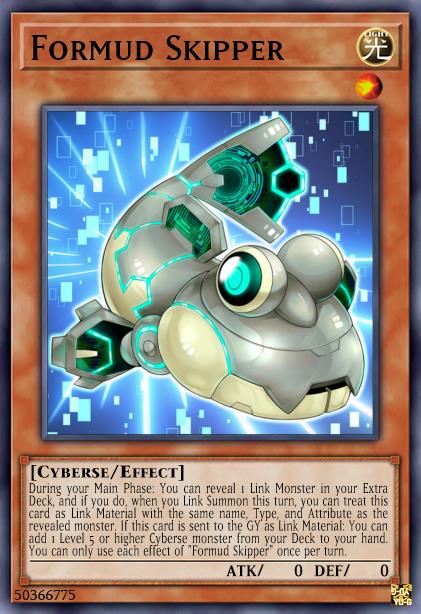 Formud Skipper
LIGHT
光
[Cyberse/Effect]
During your Main Phase: You can reveal 1 Link Monster in your Extra
Deck, and if you do, when you Link Summon this turn, you can treat
this card as Link Material with the same name, Type, and Attribute as the
revealed monster. If this card is sent to the GY as Link Material: You can
add 1 Level 5 or higher Cyberse monster from your Deck to your hand.
You can only use each effect of "Formud Skipper" once per turn.
ATK/ 0 DEF/ 0
50366775